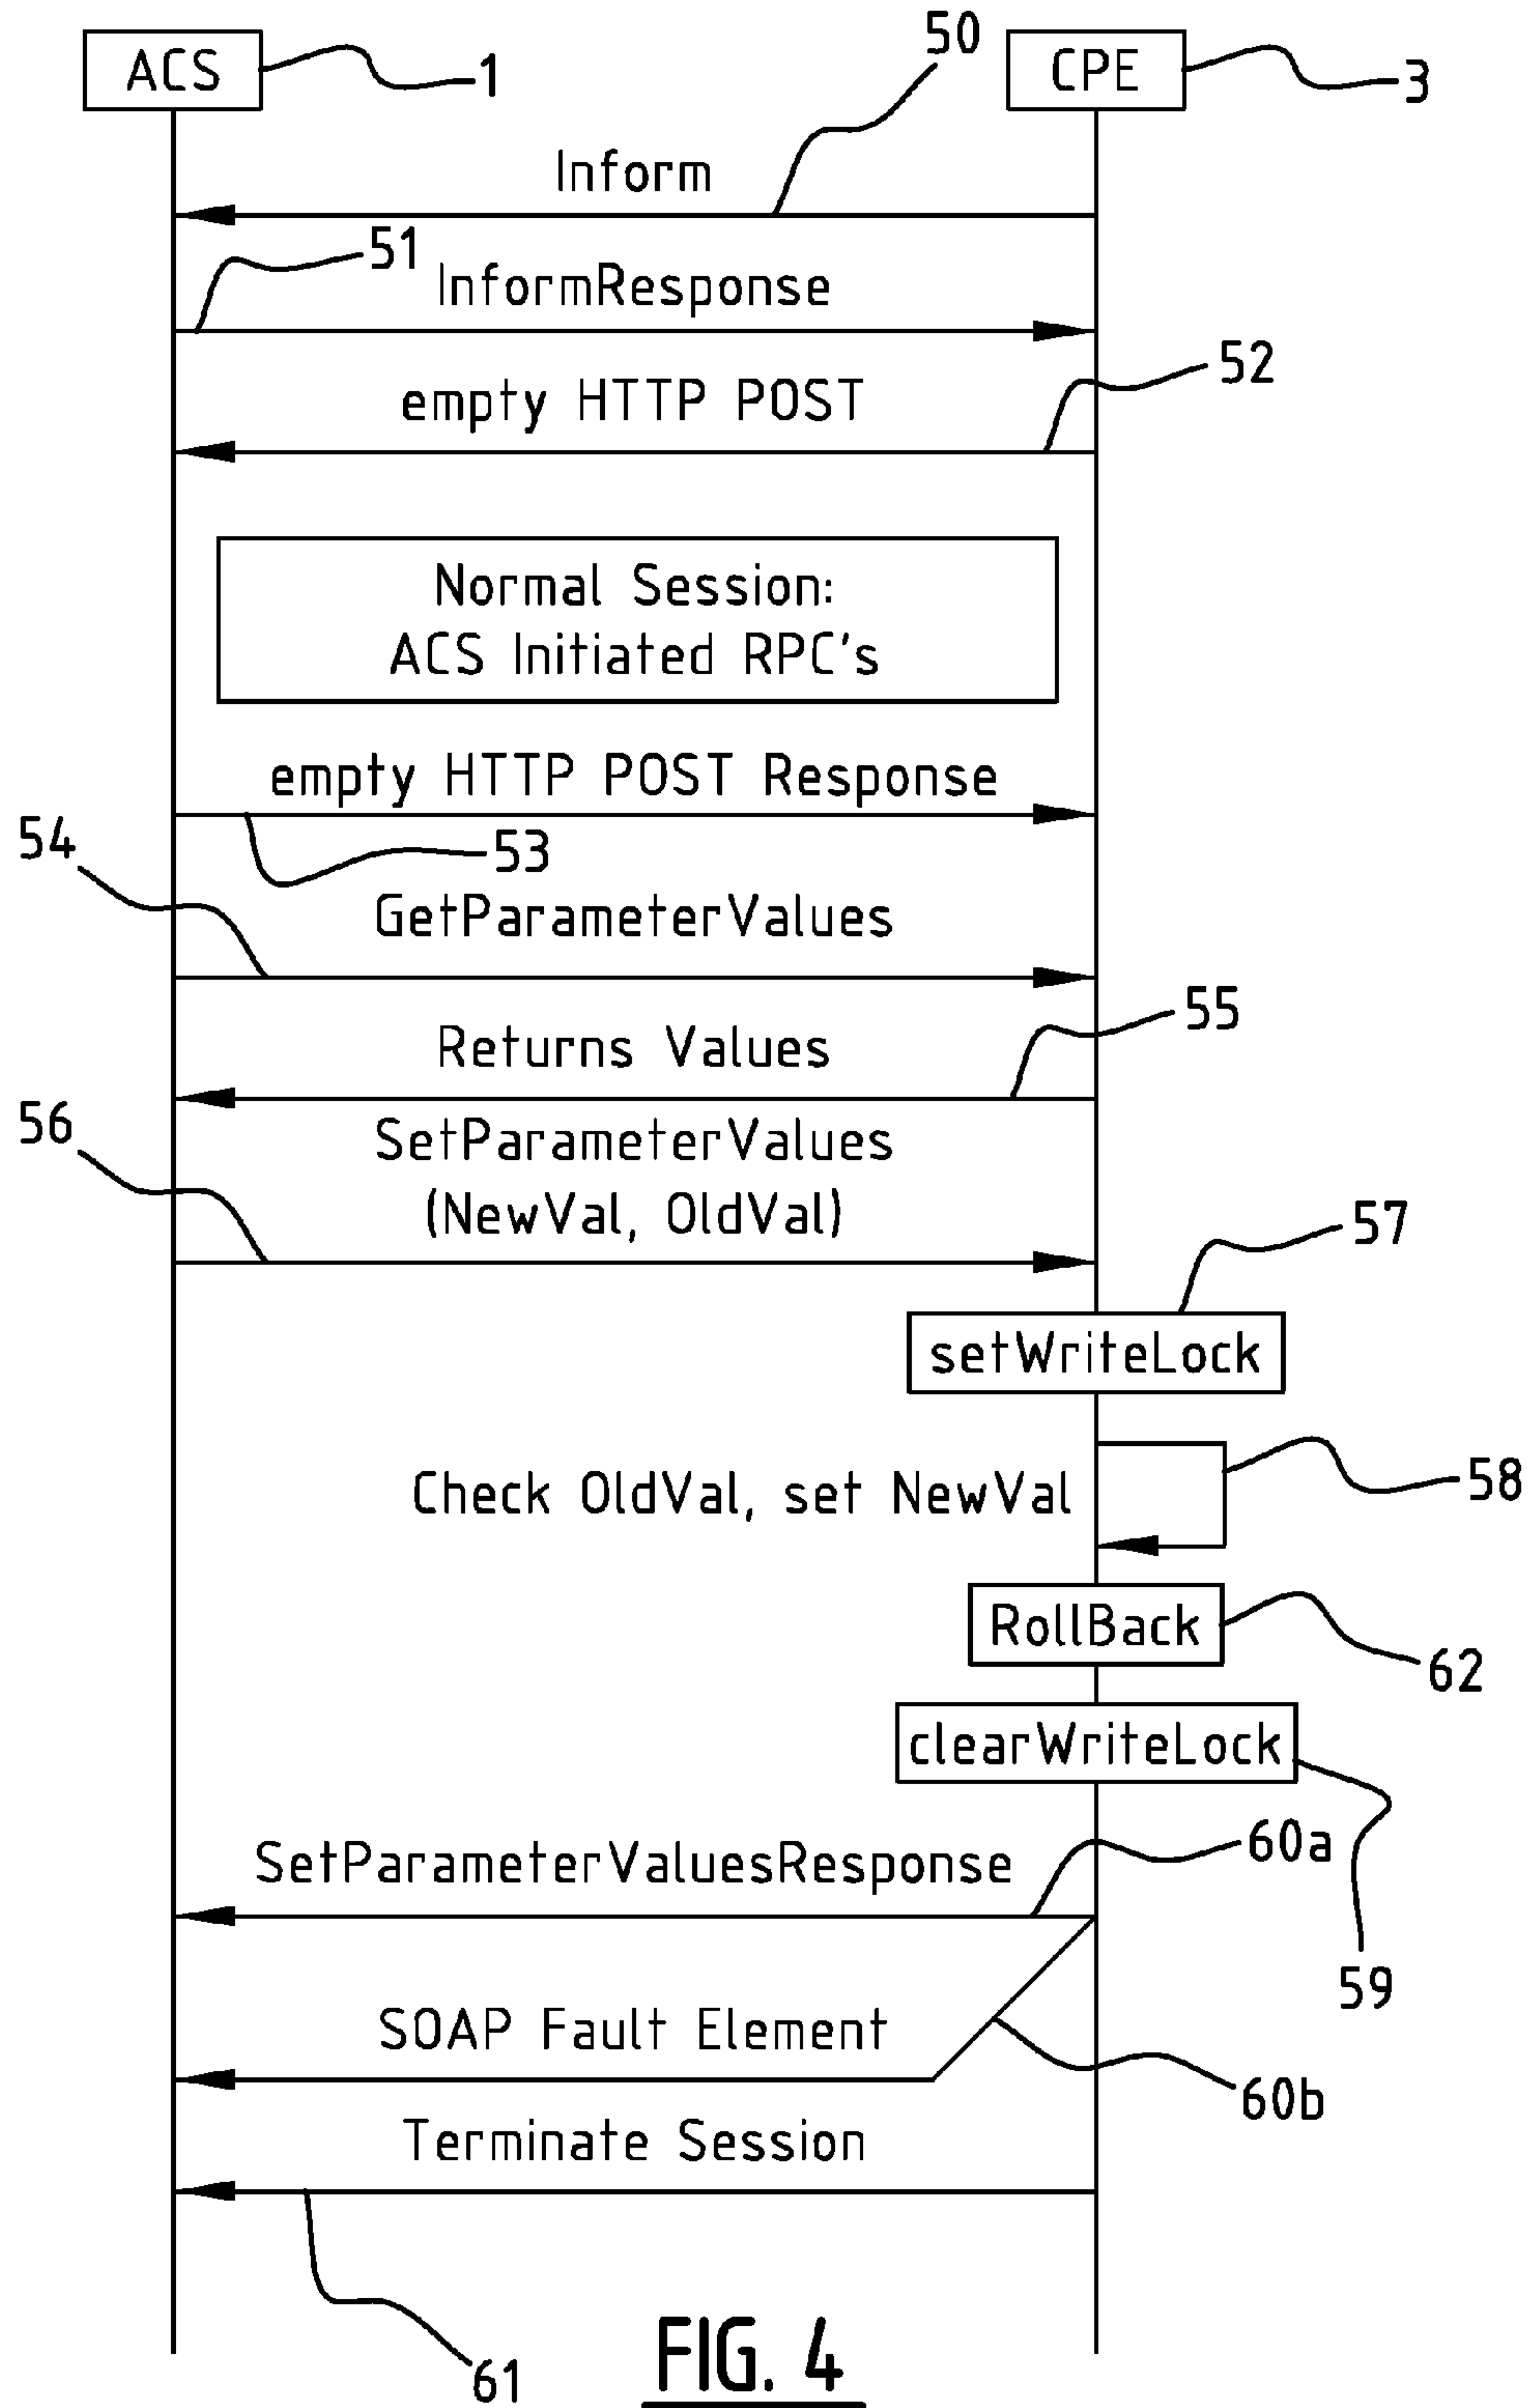 50
ACS
1
CPE
3
Inform
51
InformResponse
52
empty HTTP POST
Normal Session:
ACS Initiated RPC's
empty HTTP POST Response
54
53
GetParameterValues
55
Returns Values
56
SetParameterValues
(NewVal, OldVal)
57
setWriteLock
58
Check OldVal, set NewVal
RollBack
62
clearWriteLock
60a
SetParameterValuesResponse
59
SOAP Fault Element
60b
Terminate Session
61
FIG. 4